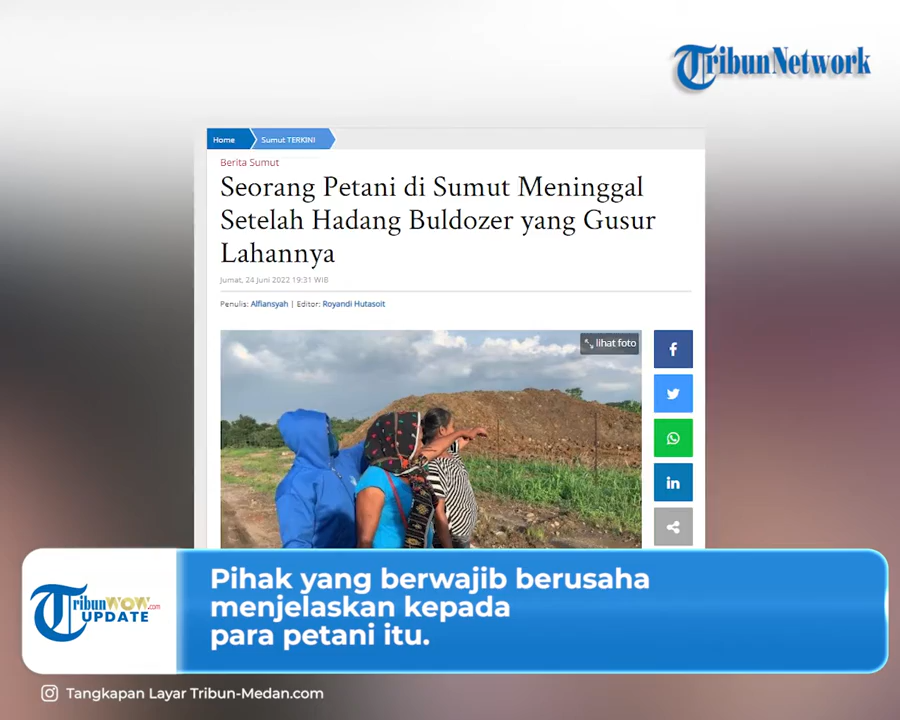 TribunNetwork
Home
Sumut TERKINI
Berita Sumut
Seorang Petani di Sumut Meninggal
Setelah Hadang Buldozer yang Gusur
Lahannya
Jumat, 24 Juni 2022 19:31 WIB
Penulis: Alfiansyah | Editor: Royandi Hutasoit
lihat foto
Pihak yang berwajib berusaha
menjelaskan kepada
para petani itu.
TribunWOW.com
UPDATE
Tangkapan Layar Tribun-Medan.com